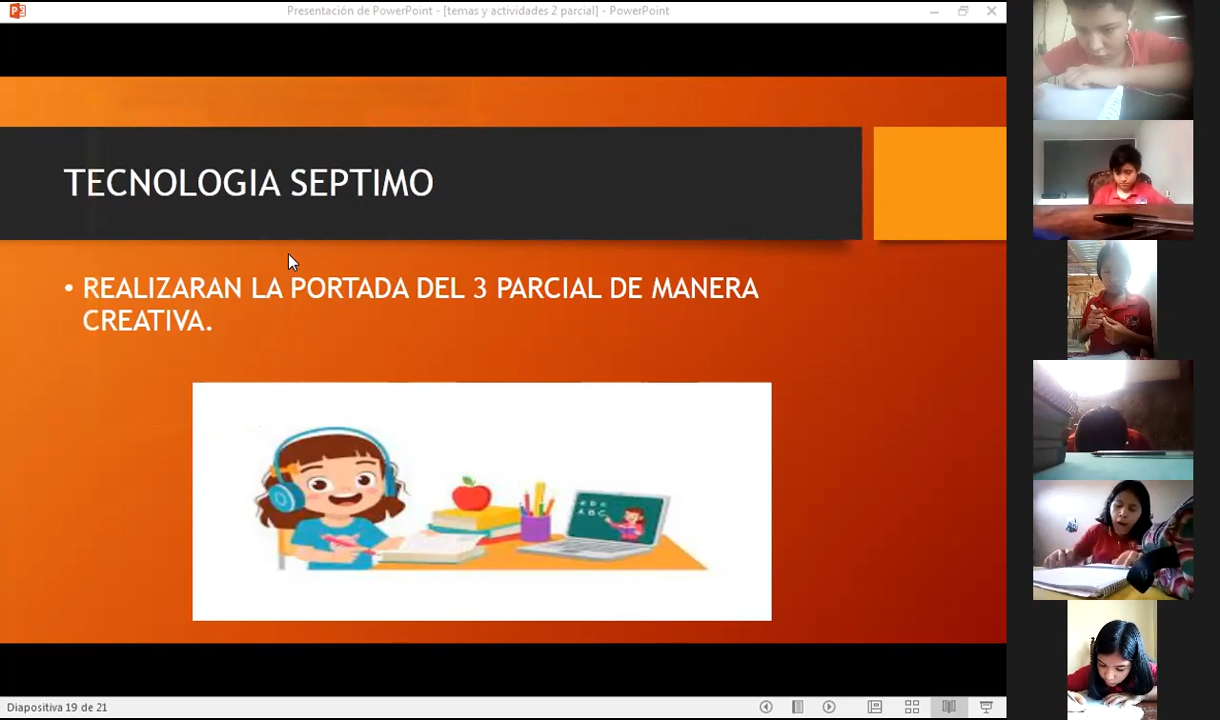 Presentación de PowerPoint - [temas y actividades 2 parcial] - PowerPoint
TECNOLOGIA SEPTIMO
• REALIZARAN LA PORTADA DEL 3 PARCIAL DE MANERA
CREATIVA.
A B C
Diapositiva 19 de 21